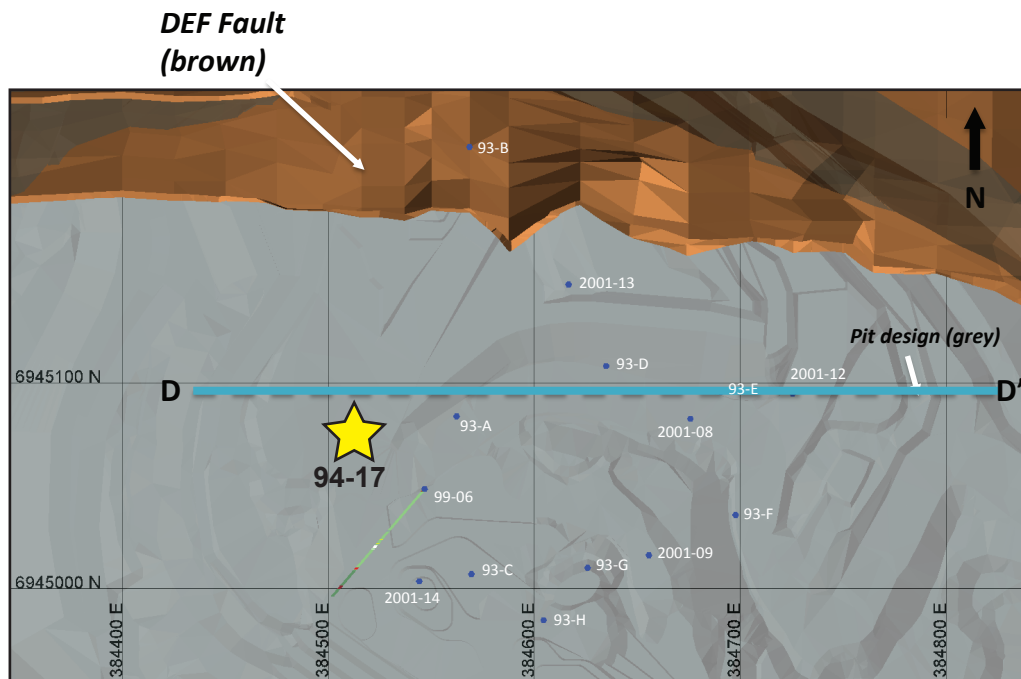 DEF Fault
(brown)
93-B
N
2001-13
Pit design (grey)
93-D
2001-12
6945100 N
D
93-E
D'
93-A
2001-08
94-17
99-06
93-F
2001-09
93-C
93-G
6945000 N
2001-14
93-H
384400 E
384500 E
384600 E
384700 E
384800 E